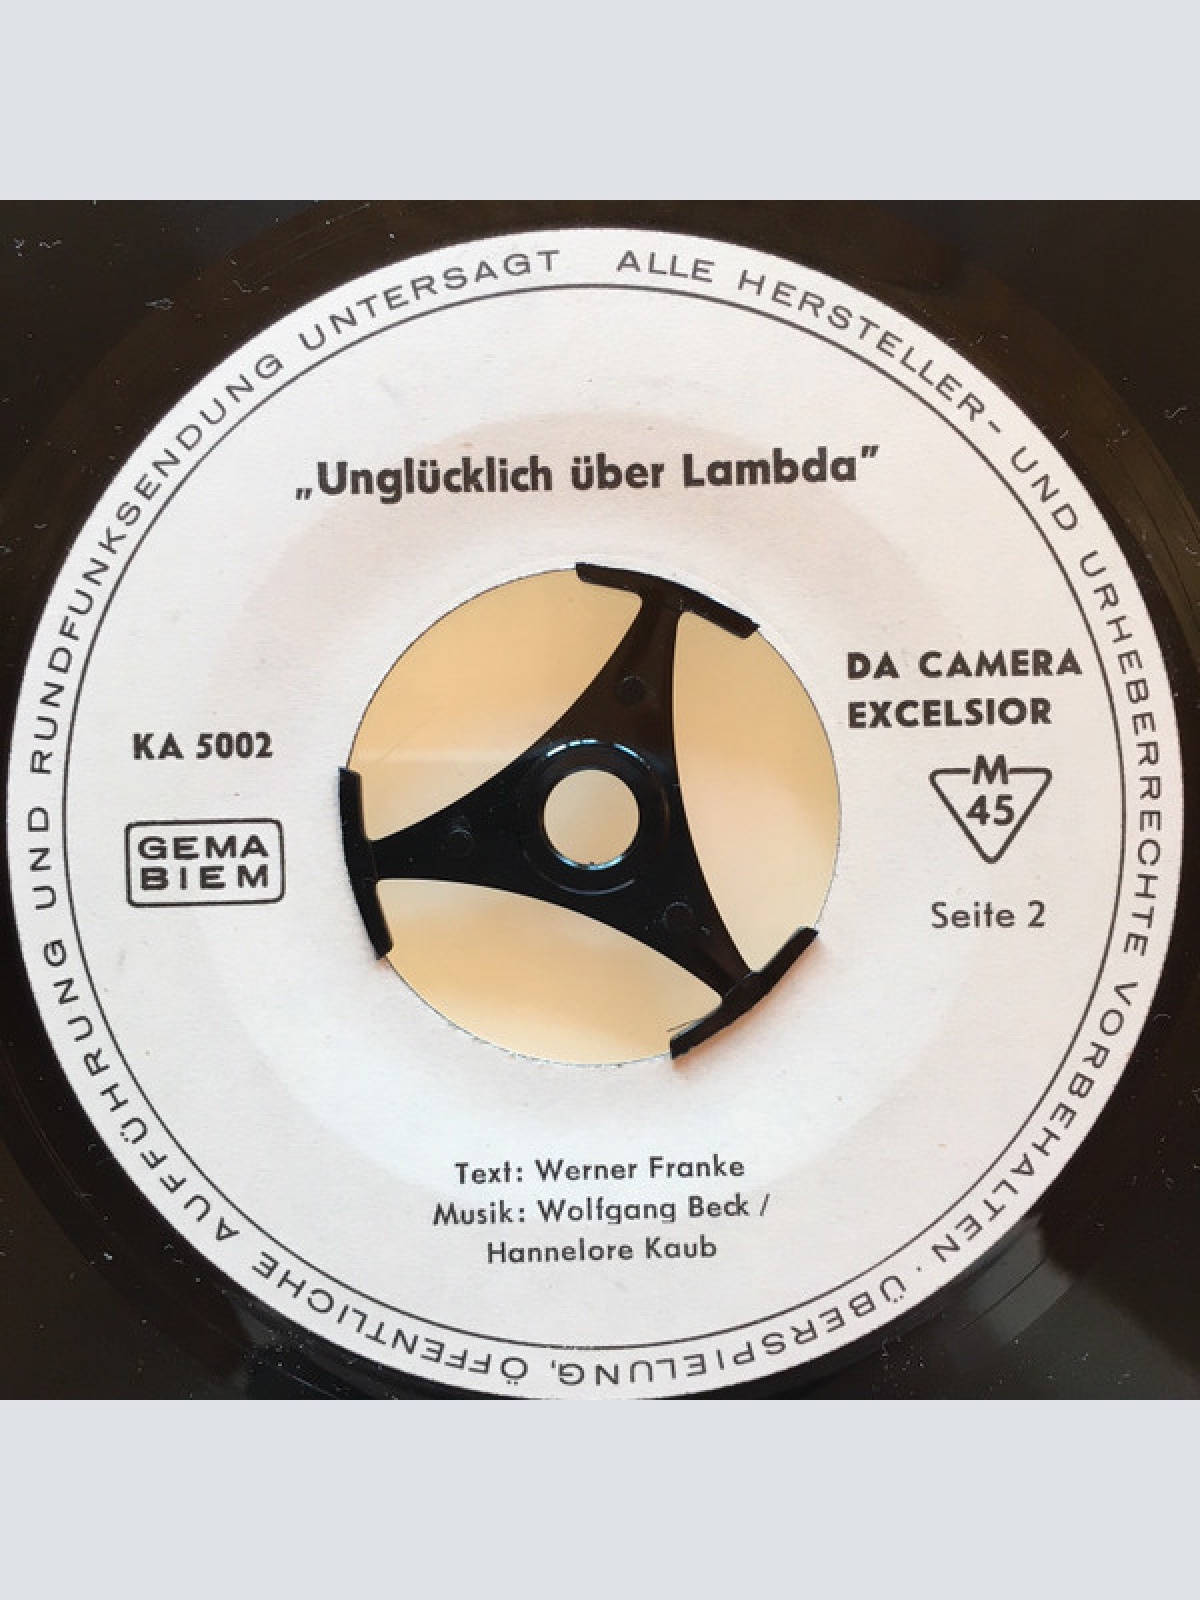 ALLE HERSTELLER- UND URHEBERRECHTE VORBEHALTEN · ÜBERSPIELUNG, ÖFFENTLICHE AUFFÜHRUNG UND RUNDFUNKSENDUNG UNTERSAGT
„Unglücklich über Lambda"
DA CAMERA
EXCELSIOR
KA 5002
M
45
GEMA
BIEM
Seite 2
Text: Werner Franke
Musik: Wolfgang Beck /
Hannelore Kaub